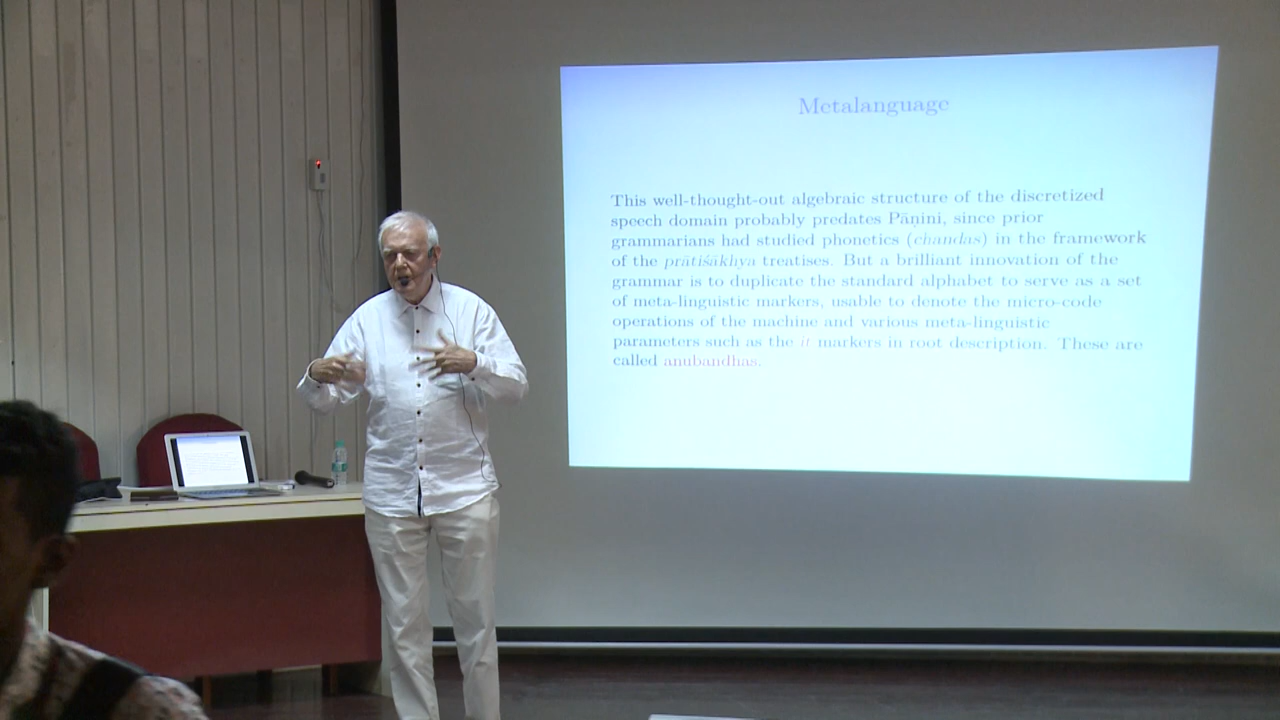 Metalanguage
This well-thought-out algebraic structure of the discretized
speech domain probably predates Pāṇini, since prior
grammarians had studied phonetics (chandas) in the framework
of the prātiśākhya treatises. But a brilliant innovation of the
grammar is to duplicate the standard alphabet to serve as a set
of meta-linguistic markers, usable to denote the micro-code
operations of the machine and various meta-linguistic
parameters such as the it markers in root description. These are
called anubandhas.